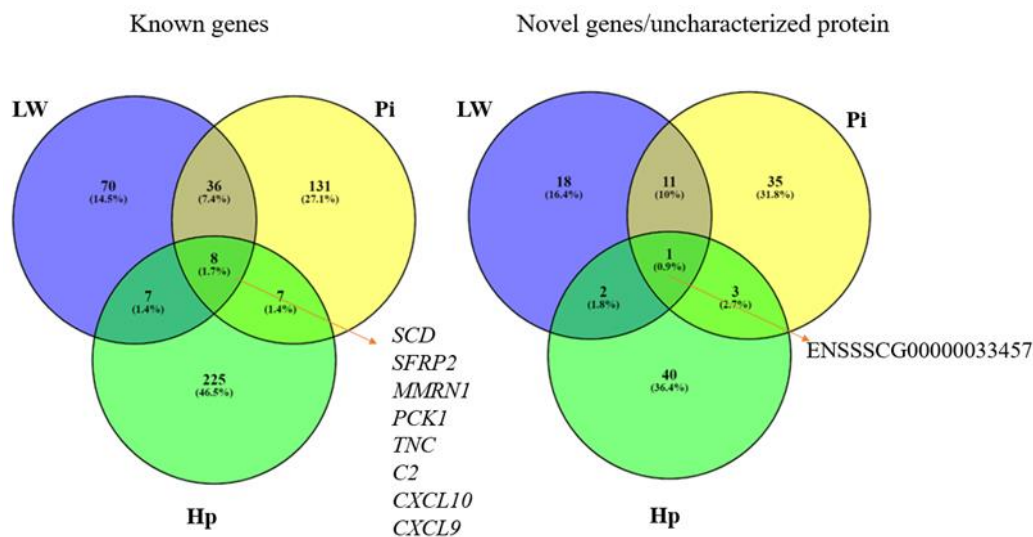 Known genes
LW
Pi
70
(14.5%)
36
(7.4%)
131
(27.1%)
8
(1.7%)
7
(1.4%)
7
(1.4%)
225
(46.5%)
Hp
SCD
SFRP2
MMRN1
PCK1
TNC
C2
CXCL10
CXCL9
Novel genes/uncharacterized protein
LW
Pi
18
(16.4%)
11
(10%)
35
(31.8%)
1
(0.9%)
2
(1.8%)
3
(2.7%)
40
(36.4%)
Hp
ENSSSCG00000033457